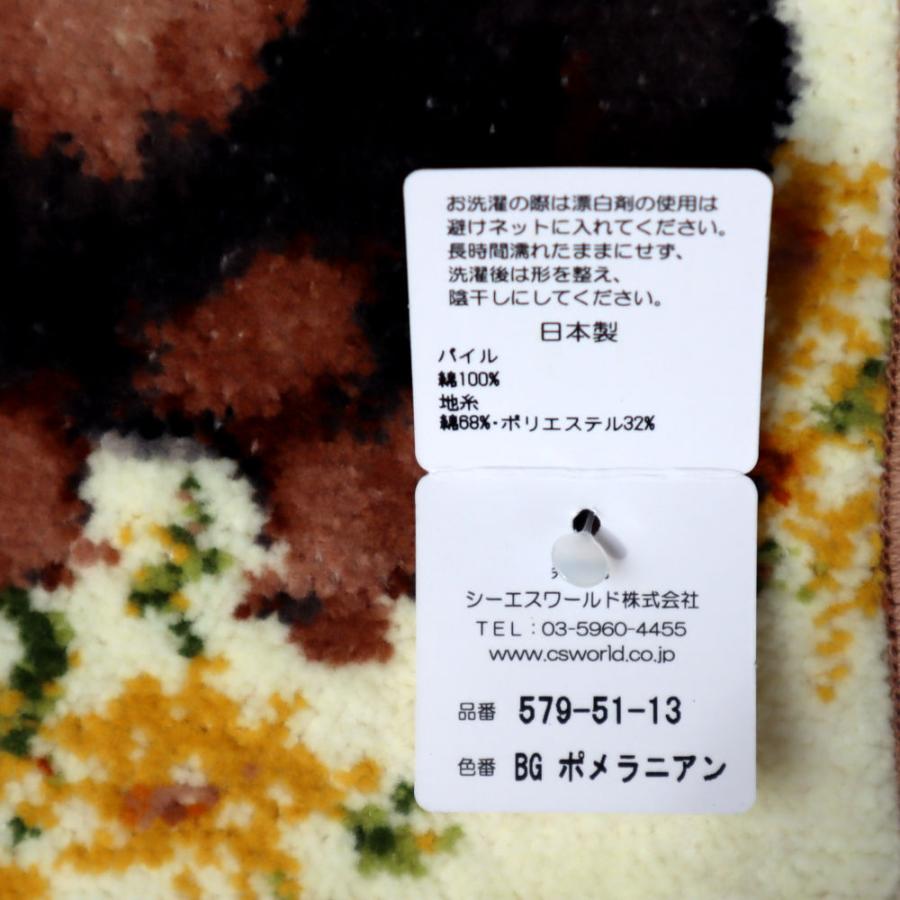 お洗濯の際は漂白剤の使用は
避けネットに入れてください。
長時間濡れたままにせず、
洗濯後は形を整え、
陰干しにしてください。
日本製
パイル
綿100%
地糸
綿68%・ポリエステル32%
シーエスワールド株式会社
TEL：03-5960-4455
www.csworld.co.jp
品番 579-51-13
色番 BG ポメラニアン